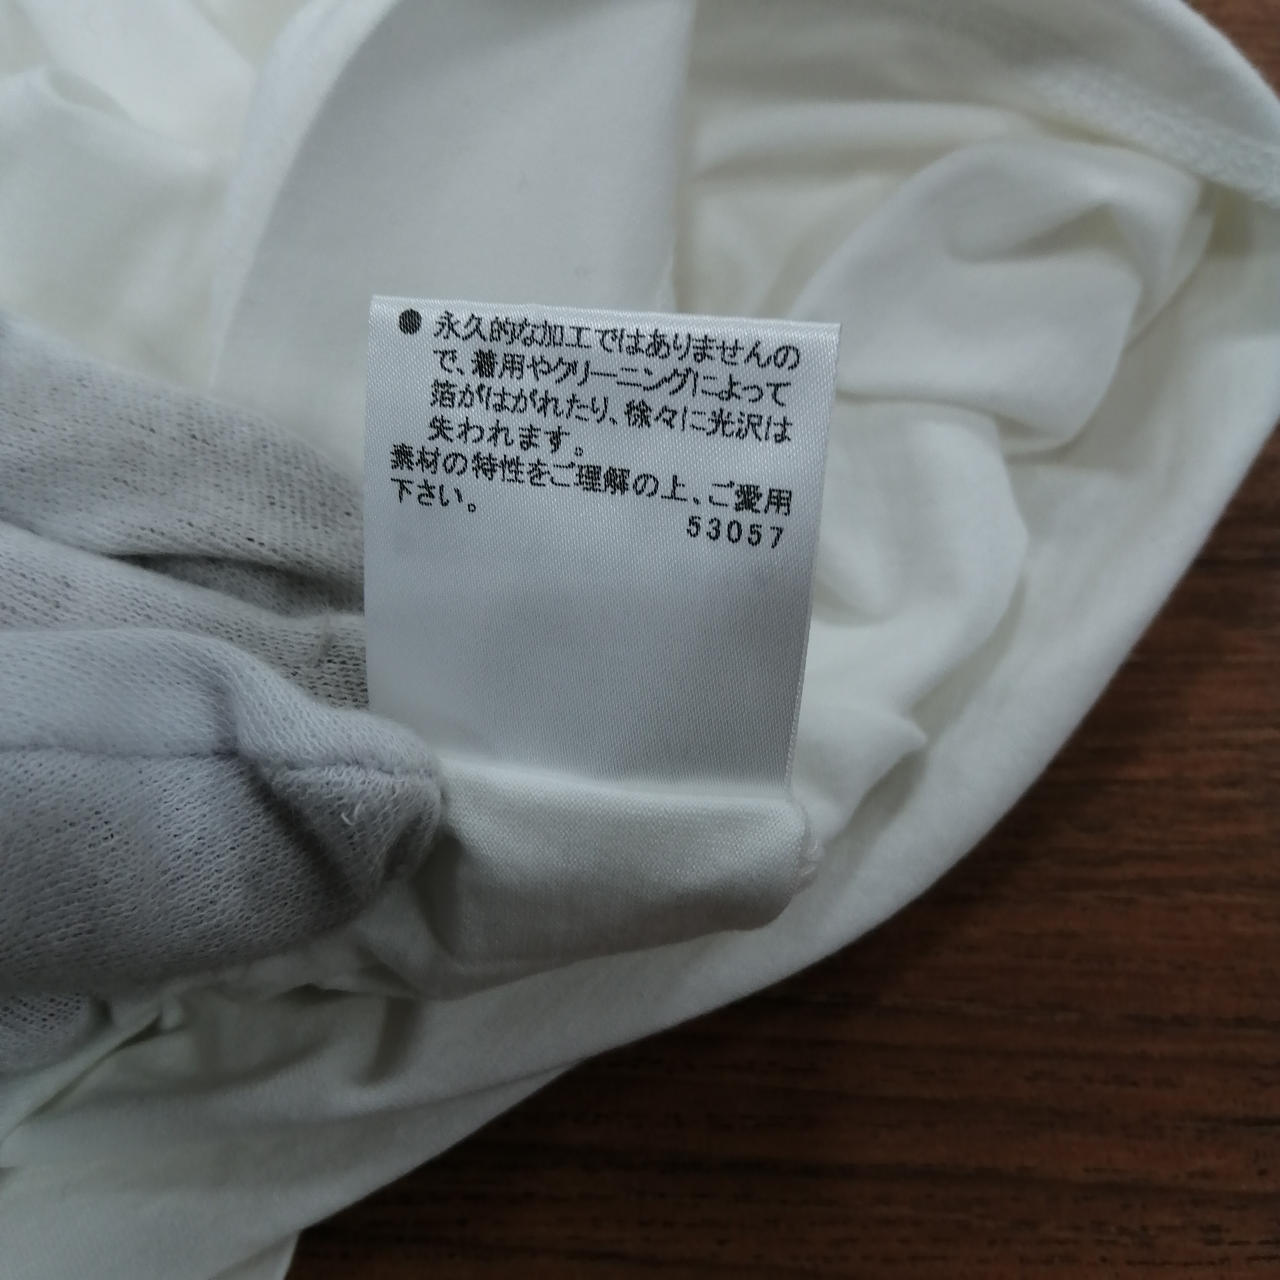 ● 永久的な加工ではありませんの
で、着用やクリーニングによって
箔がはがれたり、徐々に光沢は
失われます。
素材の特性をご理解の上、ご愛用
下さい。
53057